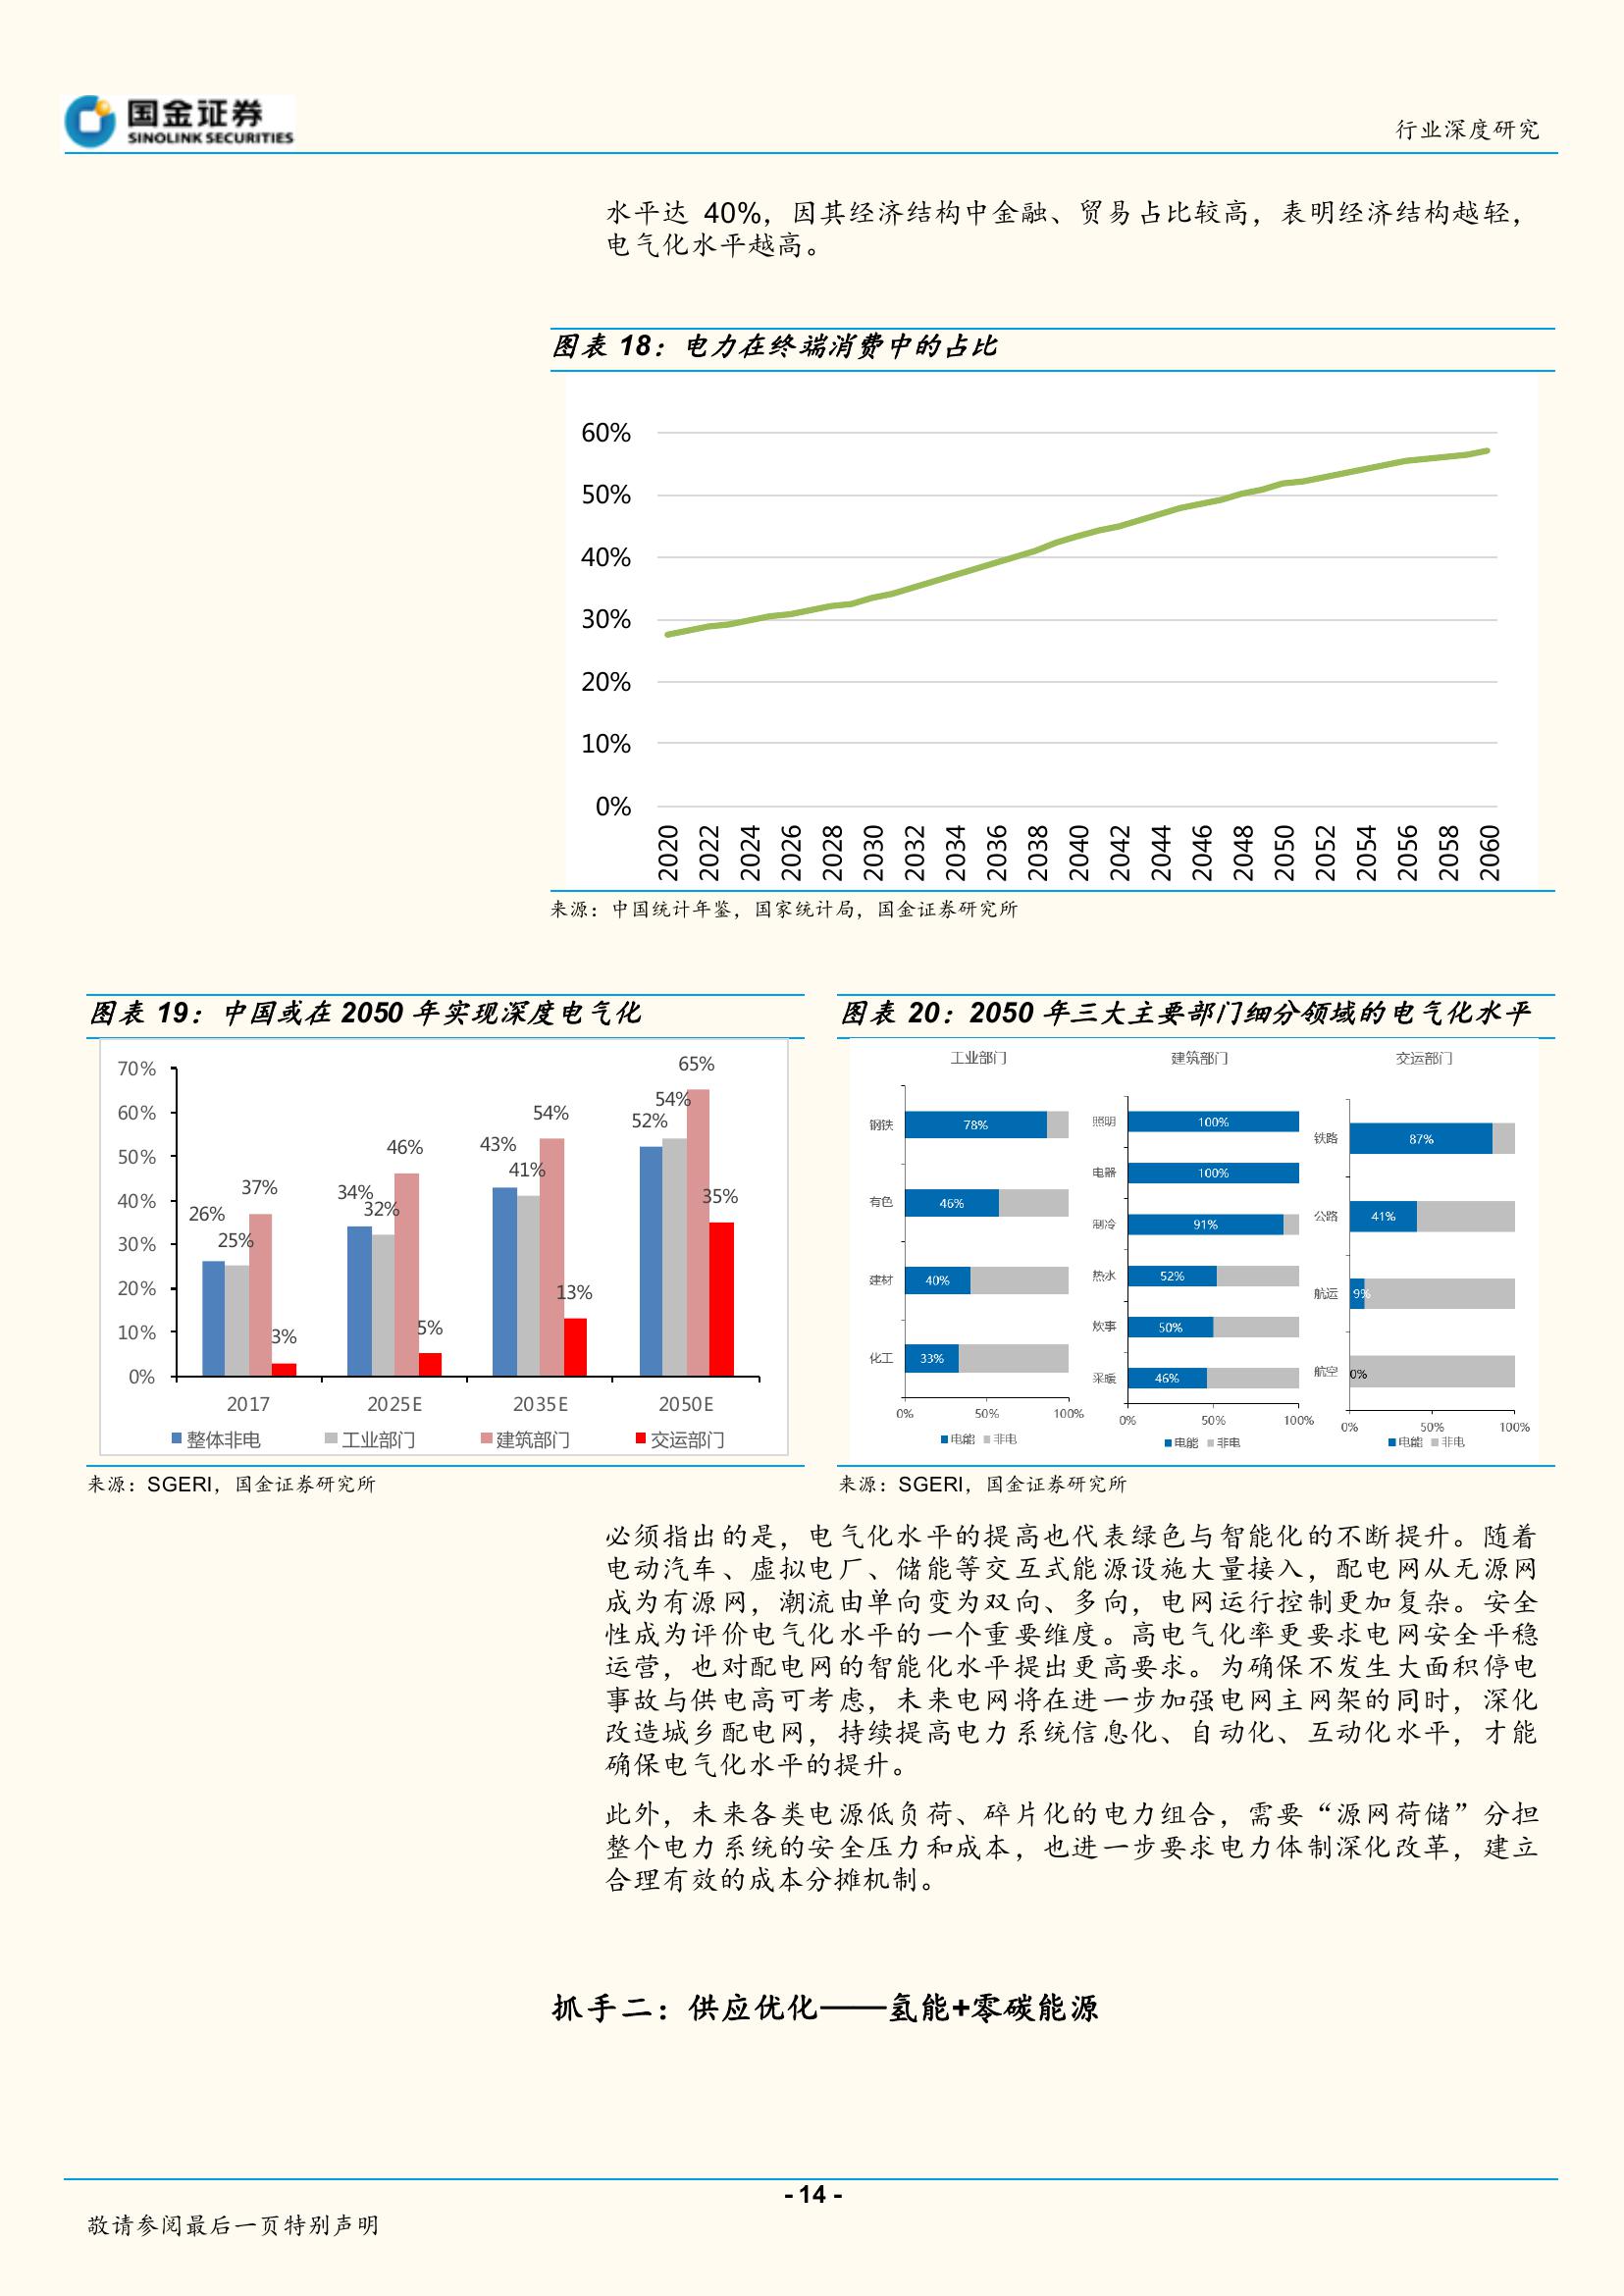 国金证券
SINOLINK SECURITIES
行业深度研究
水平达 40%，因其经济结构中金融、贸易占比较高，表明经济结构越轻，
电气化水平越高。
图表 18：电力在终端消费中的占比
60%
50%
40%
30%
20%
10%
0%
2020 2022 2024 2026 2028 2030 2032 2034 2036 2038 2040 2042 2044 2046 2048 2050 2052 2054 2056 2058 2060
来源：中国统计年鉴，国家统计局，国金证券研究所
图表 19：中国或在 2050 年实现深度电气化
70%
60%
50%
40%
30%
20%
10%
0%
26% 25% 37% 3%
34% 32% 46% 5%
43% 41% 54% 13%
52% 54% 65% 35%
2017 2025E 2035E 2050E
整体非电 工业部门 建筑部门 交运部门
来源：SGERI，国金证券研究所
图表 20：2050 年三大主要部门细分领域的电气化水平
工业部门
钢铁 78%
有色 46%
建材 40%
化工 33%
0% 50% 100%
电能 非电
建筑部门
照明 100%
电器 100%
制冷 91%
热水 52%
炊事 50%
采暖 46%
0% 50% 100%
电能 非电
交运部门
铁路 87%
公路 41%
航运 9%
航空 0%
0% 50% 100%
电能 非电
来源：SGERI，国金证券研究所
必须指出的是，电气化水平的提高也代表绿色与智能化的不断提升。随着
电动汽车、虚拟电厂、储能等交互式能源设施大量接入，配电网从无源网
成为有源网，潮流由单向变为双向、多向，电网运行控制更加复杂。安全
性成为评价电气化水平的一个重要维度。高电气化率更要求电网安全平稳
运营，也对配电网的智能化水平提出更高要求。为确保不发生大面积停电
事故与供电高可考虑，未来电网将在进一步加强电网主网架的同时，深化
改造城乡配电网，持续提高电力系统信息化、自动化、互动化水平，才能
确保电气化水平的提升。
此外，未来各类电源低负荷、碎片化的电力组合，需要“源网荷储”分担
整个电力系统的安全压力和成本，也进一步要求电力体制深化改革，建立
合理有效的成本分摊机制。
抓手二：供应优化——氢能+零碳能源
- 14 -
敬请参阅最后一页特别声明